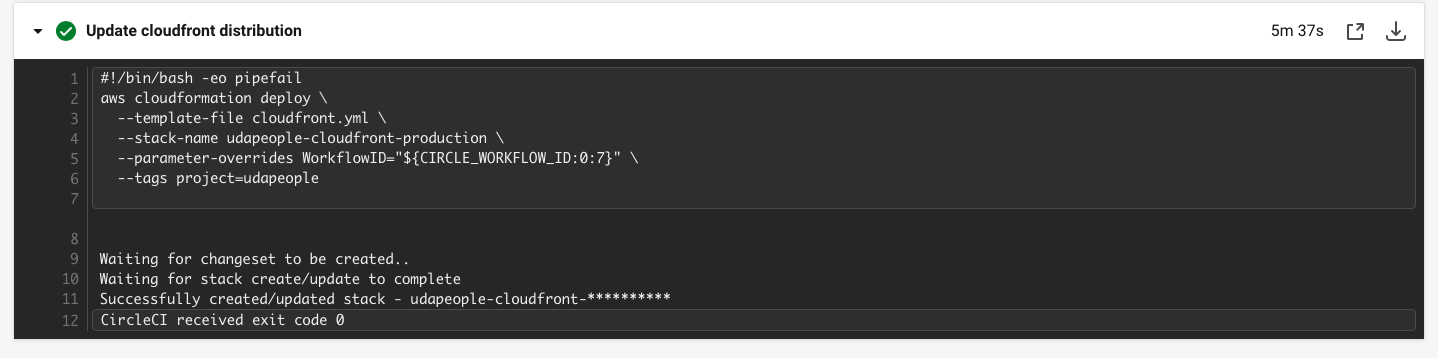 Update cloudfront distribution 5m 37s
1 #!/bin/bash -eo pipefail
2 aws cloudformation deploy \
3   --template-file cloudfront.yml \
4   --stack-name udapeople-cloudfront-production \
5   --parameter-overrides WorkflowID="${CIRCLE_WORKFLOW_ID:0:7}" \
6   --tags project=udapeople
7
8
9 Waiting for changeset to be created..
10 Waiting for stack create/update to complete
11 Successfully created/updated stack - udapeople-cloudfront-**********
12 CircleCI received exit code 0